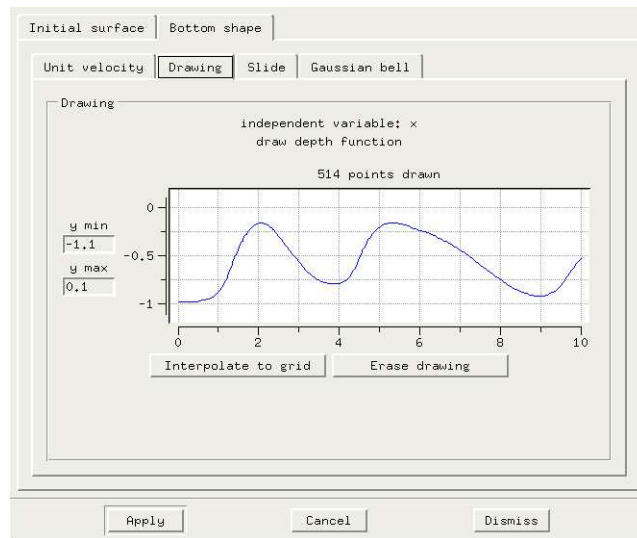 Initial surface Bottom shape
Unit velocity Drawing Slide Gaussian bell
Drawing
independent variable: x
draw depth function
514 points drawn
y min
-1.1
y max
0.1
0
-0.5
-1
0 2 4 6 8 10
Interpolate to grid Erase drawing
Apply Cancel Dismiss